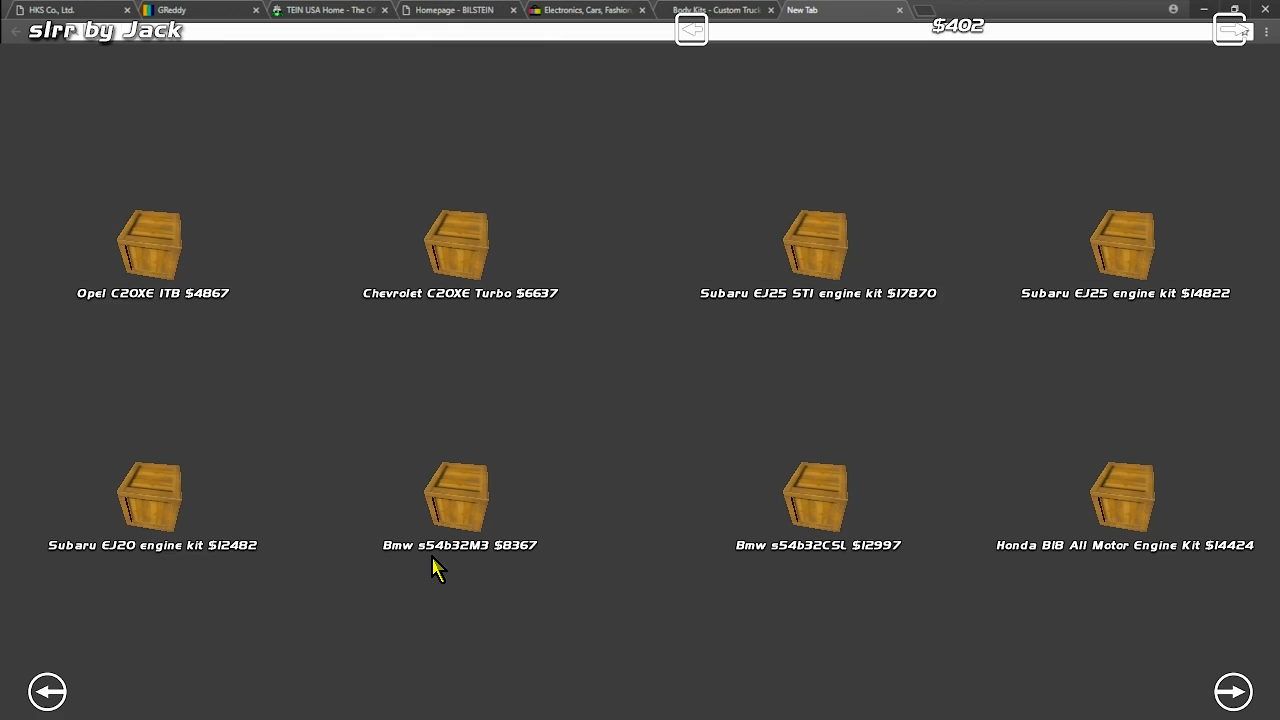 HKS Co., Ltd.
GReddy
TEIN USA Home - The Of
Homepage - BILSTEIN
Electronics, Cars, Fashion,
Body Kits - Custom Truck
New Tab
slrr by Jack
$402
Opel C20XE ITB $4867
Chevrolet C20XE Turbo $6637
Subaru EJ25 STI engine kit $17870
Subaru EJ25 engine kit $14822
Subaru EJ20 engine kit $12482
Bmw s54b32M3 $8367
Bmw s54b32CSL $12997
Honda B18 All Motor Engine Kit $14424